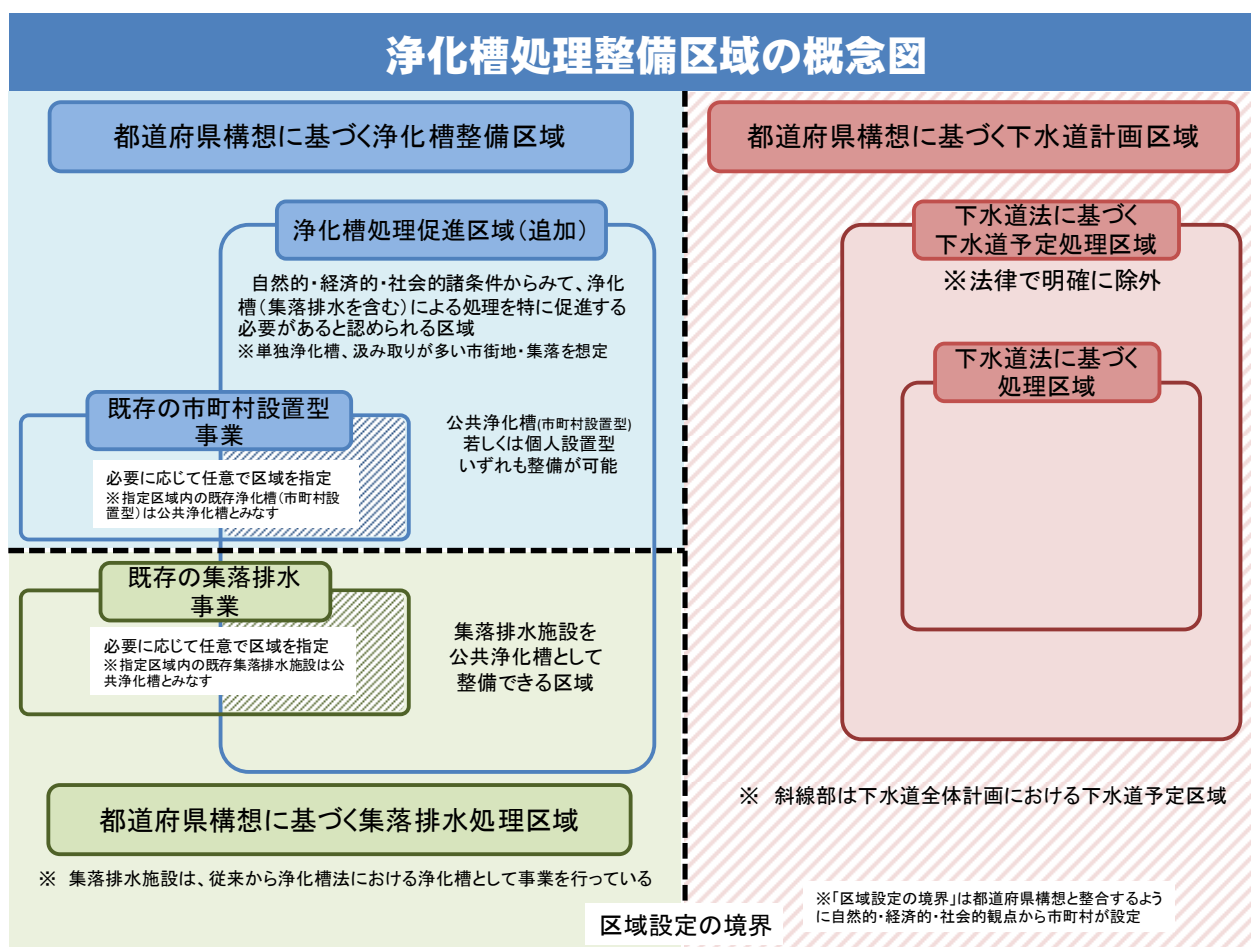 浄化槽処理整備区域の概念図
都道府県構想に基づく浄化槽整備区域
浄化槽処理促進区域（追加）
自然的・経済的・社会的諸条件からみて、浄化
槽（集落排水を含む）による処理を特に促進する
必要があると認められる区域
※単独浄化槽、汲み取りが多い市街地・集落を想定
既存の市町村設置型
事業
必要に応じて任意で区域を指定
※指定区域内の既存浄化槽（市町村設
置型）は公共浄化槽とみなす
公共浄化槽(市町村設置型)
若しくは個人設置型
いずれも整備が可能
既存の集落排水
事業
必要に応じて任意で区域を指定
※指定区域内の既存集落排水施設は公
共浄化槽とみなす
集落排水施設を
公共浄化槽として
整備できる区域
都道府県構想に基づく集落排水処理区域
※ 集落排水施設は、従来から浄化槽法における浄化槽として事業を行っている
都道府県構想に基づく下水道計画区域
下水道法に基づく
下水道予定処理区域
※法律で明確に除外
下水道法に基づく
処理区域
※ 斜線部は下水道全体計画における下水道予定区域
※「区域設定の境界」は都道府県構想と整合するよう
に自然的・経済的・社会的観点から市町村が設定
区域設定の境界